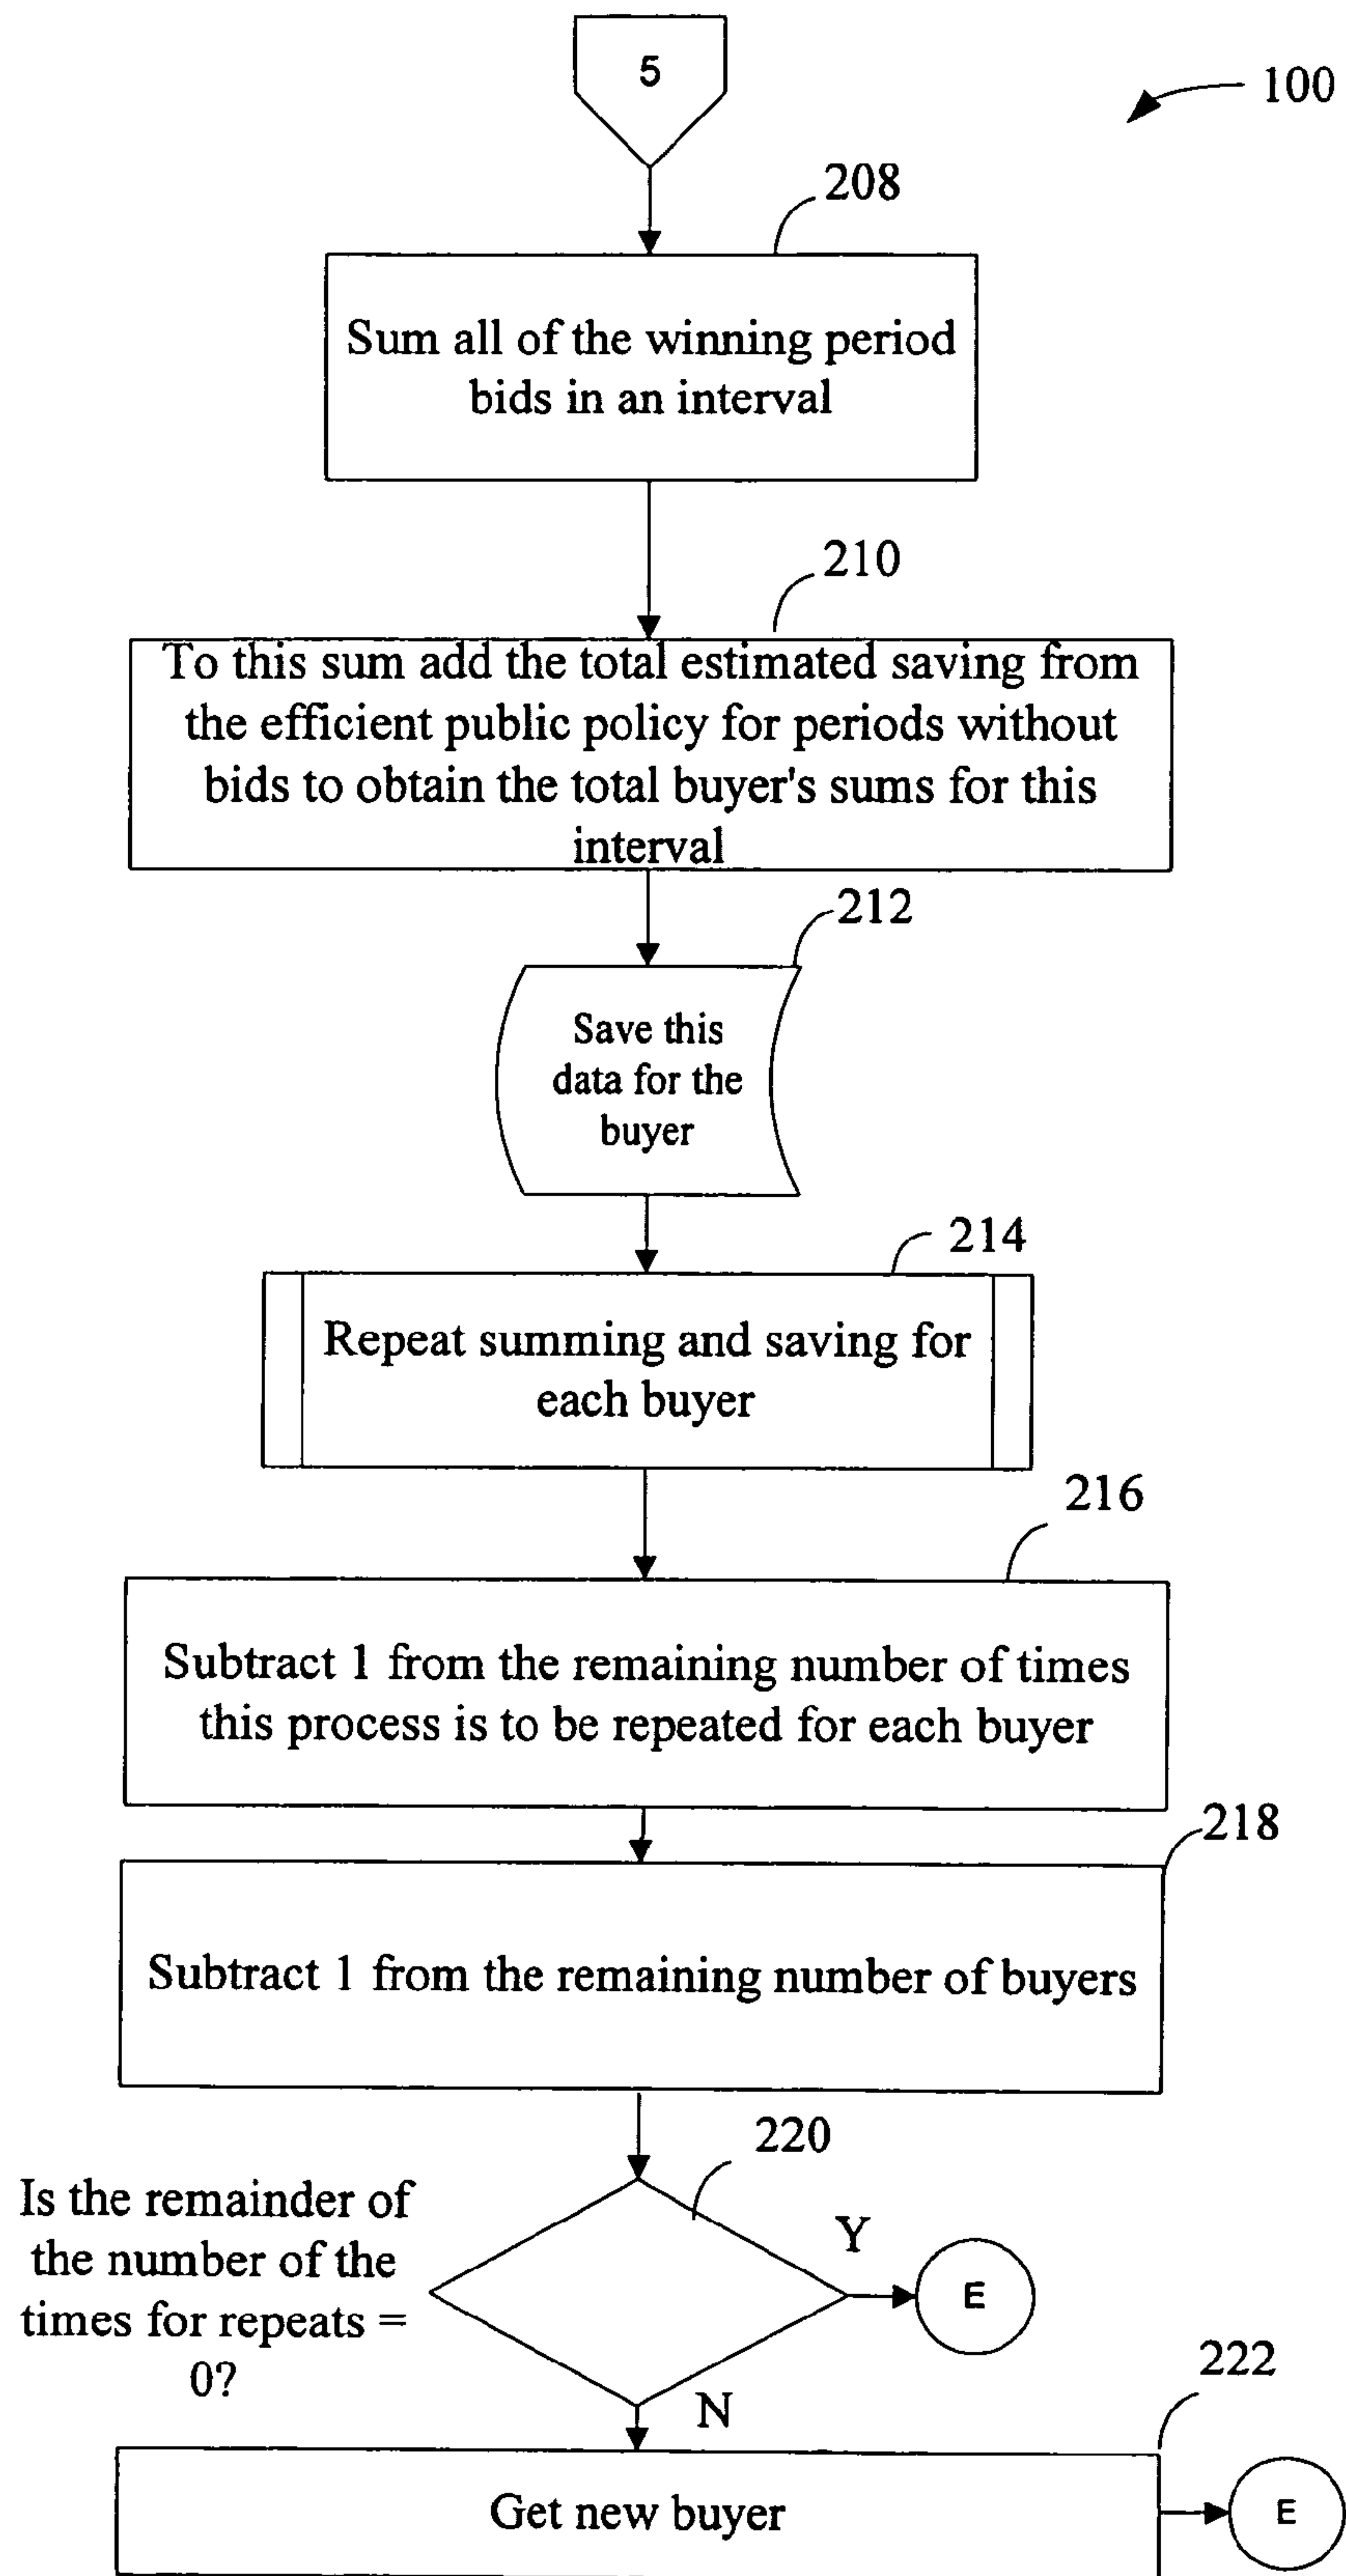 5
100
208
Sum all of the winning period
bids in an interval
210
To this sum add the total estimated saving from
the efficient public policy for periods without
bids to obtain the total buyer's sums for this
interval
212
Save this
data for the
buyer
214
Repeat summing and saving for
each buyer
216
Subtract 1 from the remaining number of times
this process is to be repeated for each buyer
218
Subtract 1 from the remaining number of buyers
220
Is the remainder of
the number of the
times for repeats =
0?
Y
E
N
222
Get new buyer
E